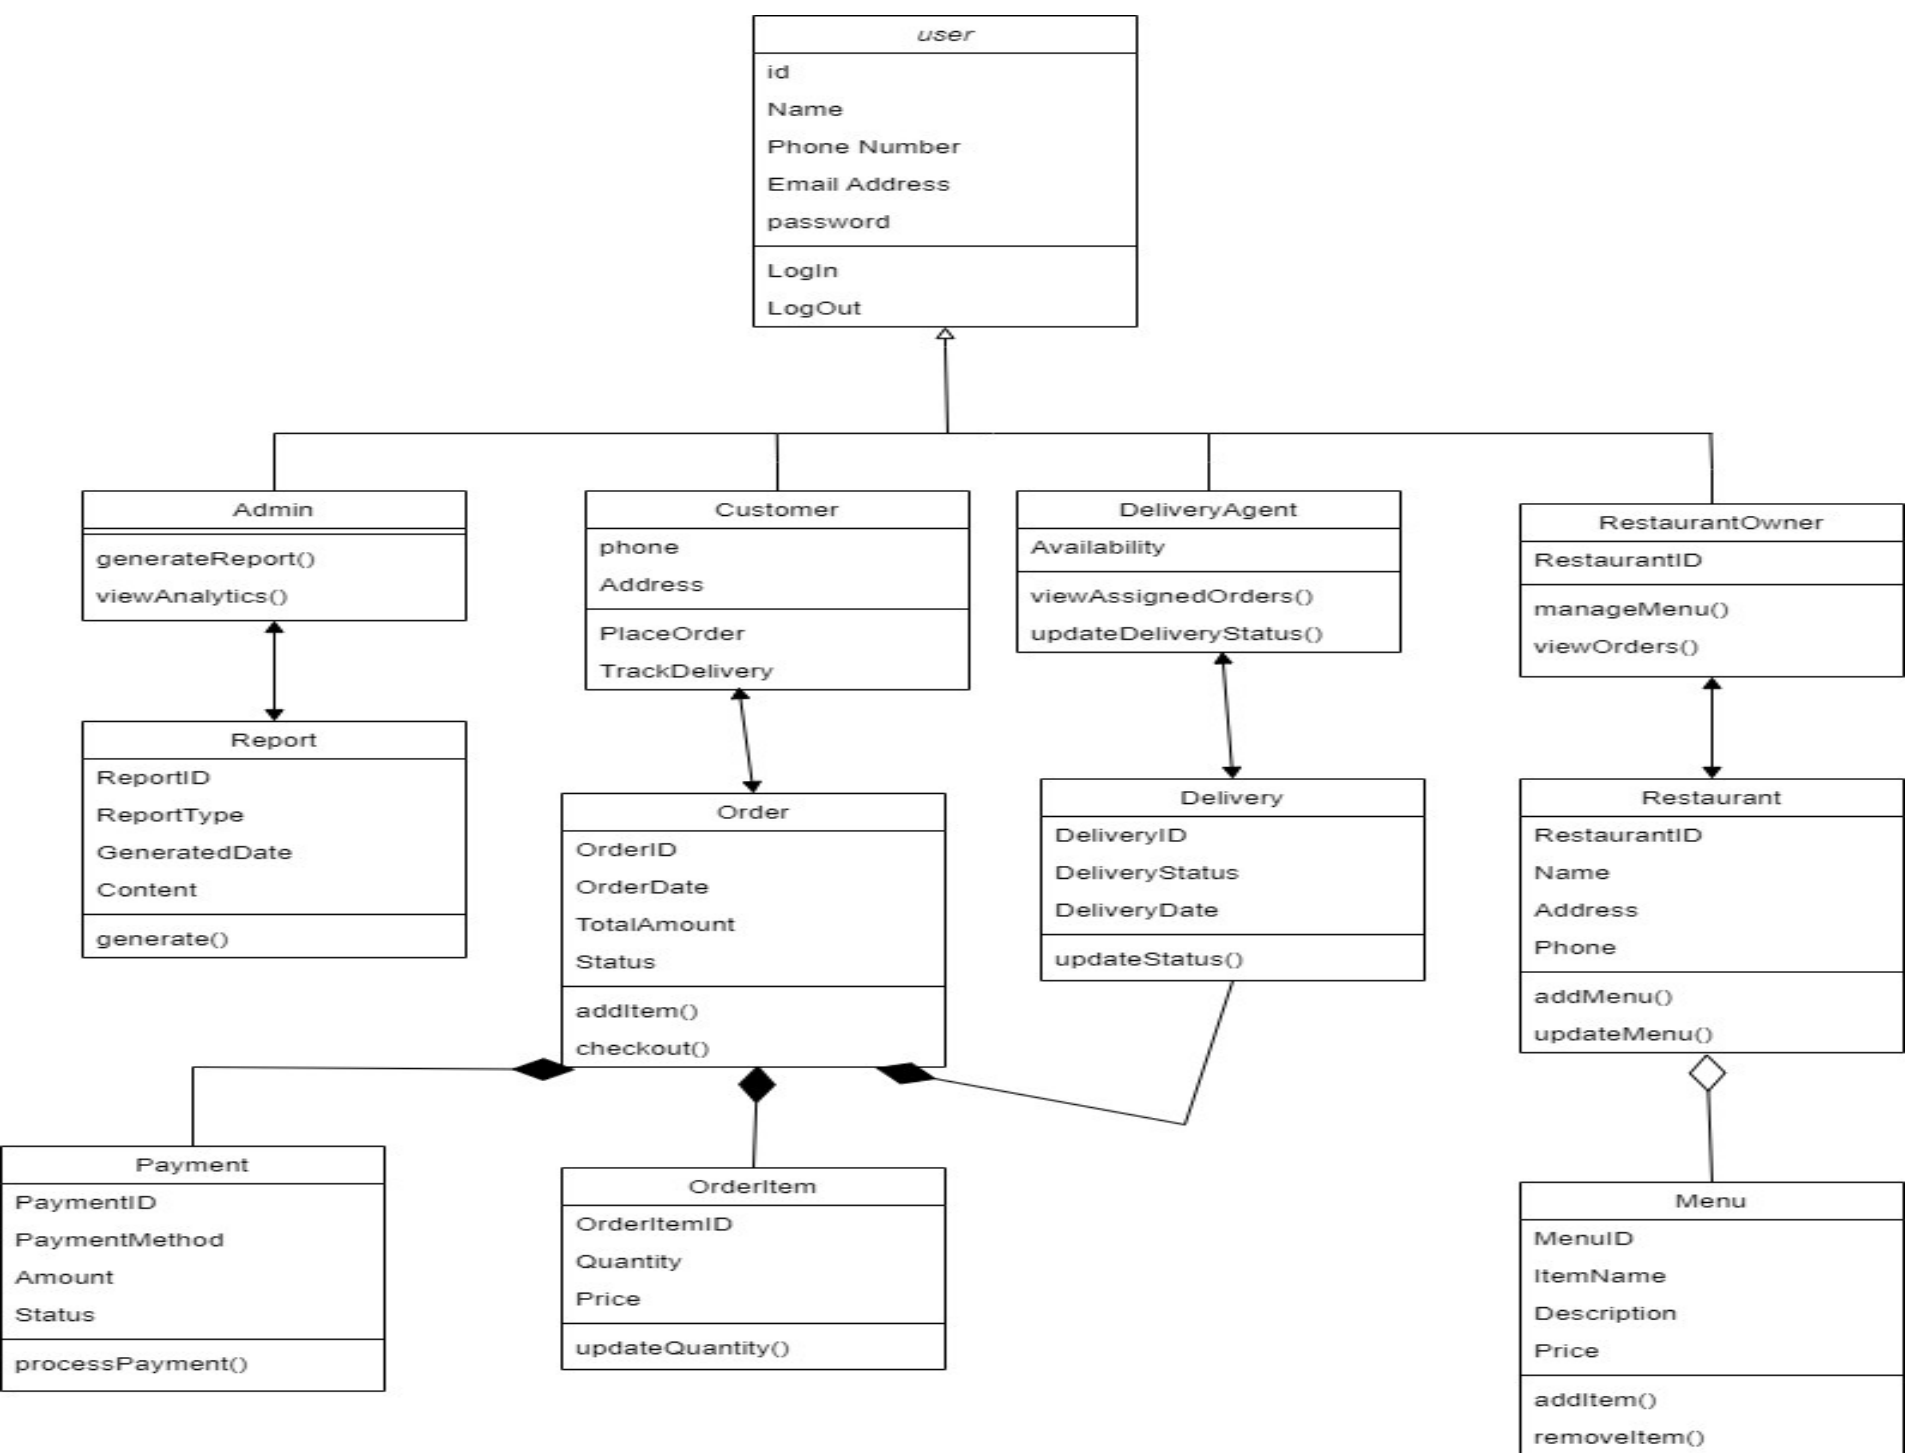 user
id
Name
Phone Number
Email Address
password
LogIn
LogOut
Admin
generateReport()
viewAnalytics()
Customer
phone
Address
PlaceOrder
TrackDelivery
DeliveryAgent
Availability
viewAssignedOrders()
updateDeliveryStatus()
RestaurantOwner
RestaurantID
manageMenu()
viewOrders()
Report
ReportID
ReportType
GeneratedDate
Content
generate()
Order
OrderID
OrderDate
TotalAmount
Status
addItem()
checkout()
Delivery
DeliveryID
DeliveryStatus
DeliveryDate
updateStatus()
Restaurant
RestaurantID
Name
Address
Phone
addMenu()
updateMenu()
Payment
PaymentID
PaymentMethod
Amount
Status
processPayment()
OrderItem
OrderItemID
Quantity
Price
updateQuantity()
Menu
MenuID
ItemName
Description
Price
addItem()
removeItem()